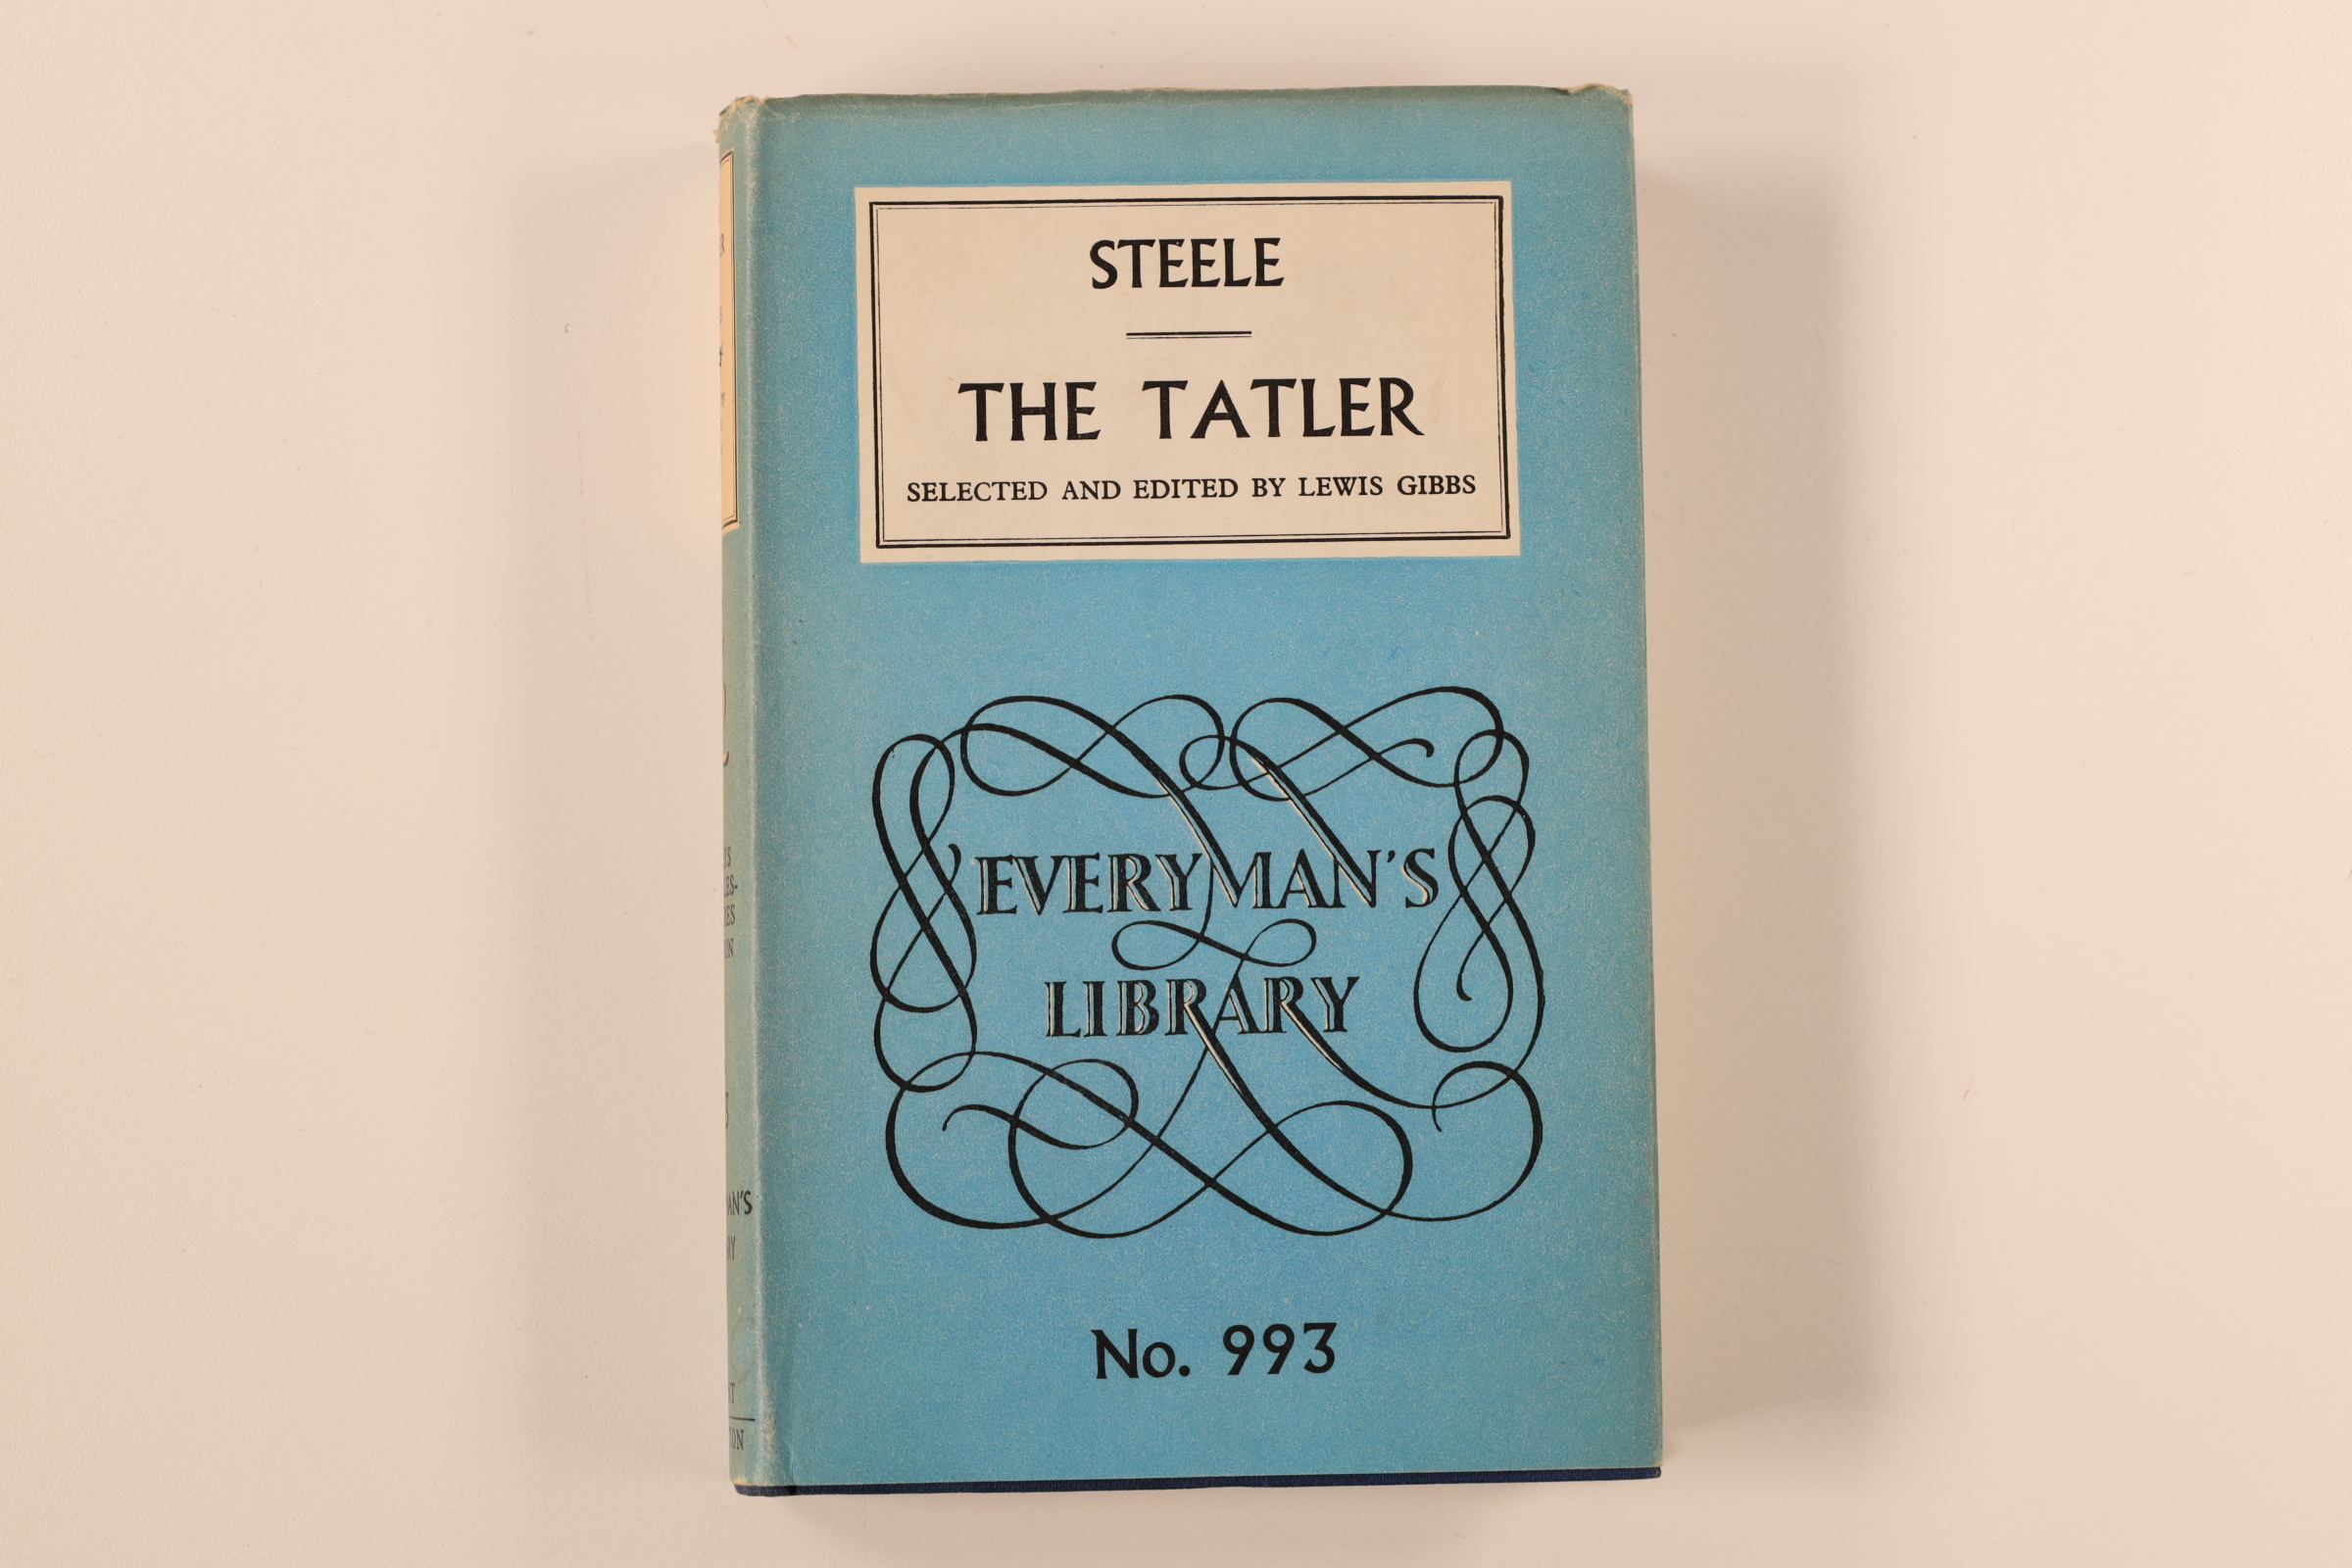 STEELE
THE TATLER
SELECTED AND EDITED BY LEWIS GIBBS
EVERYMAN'S
LIBRARY
No. 993